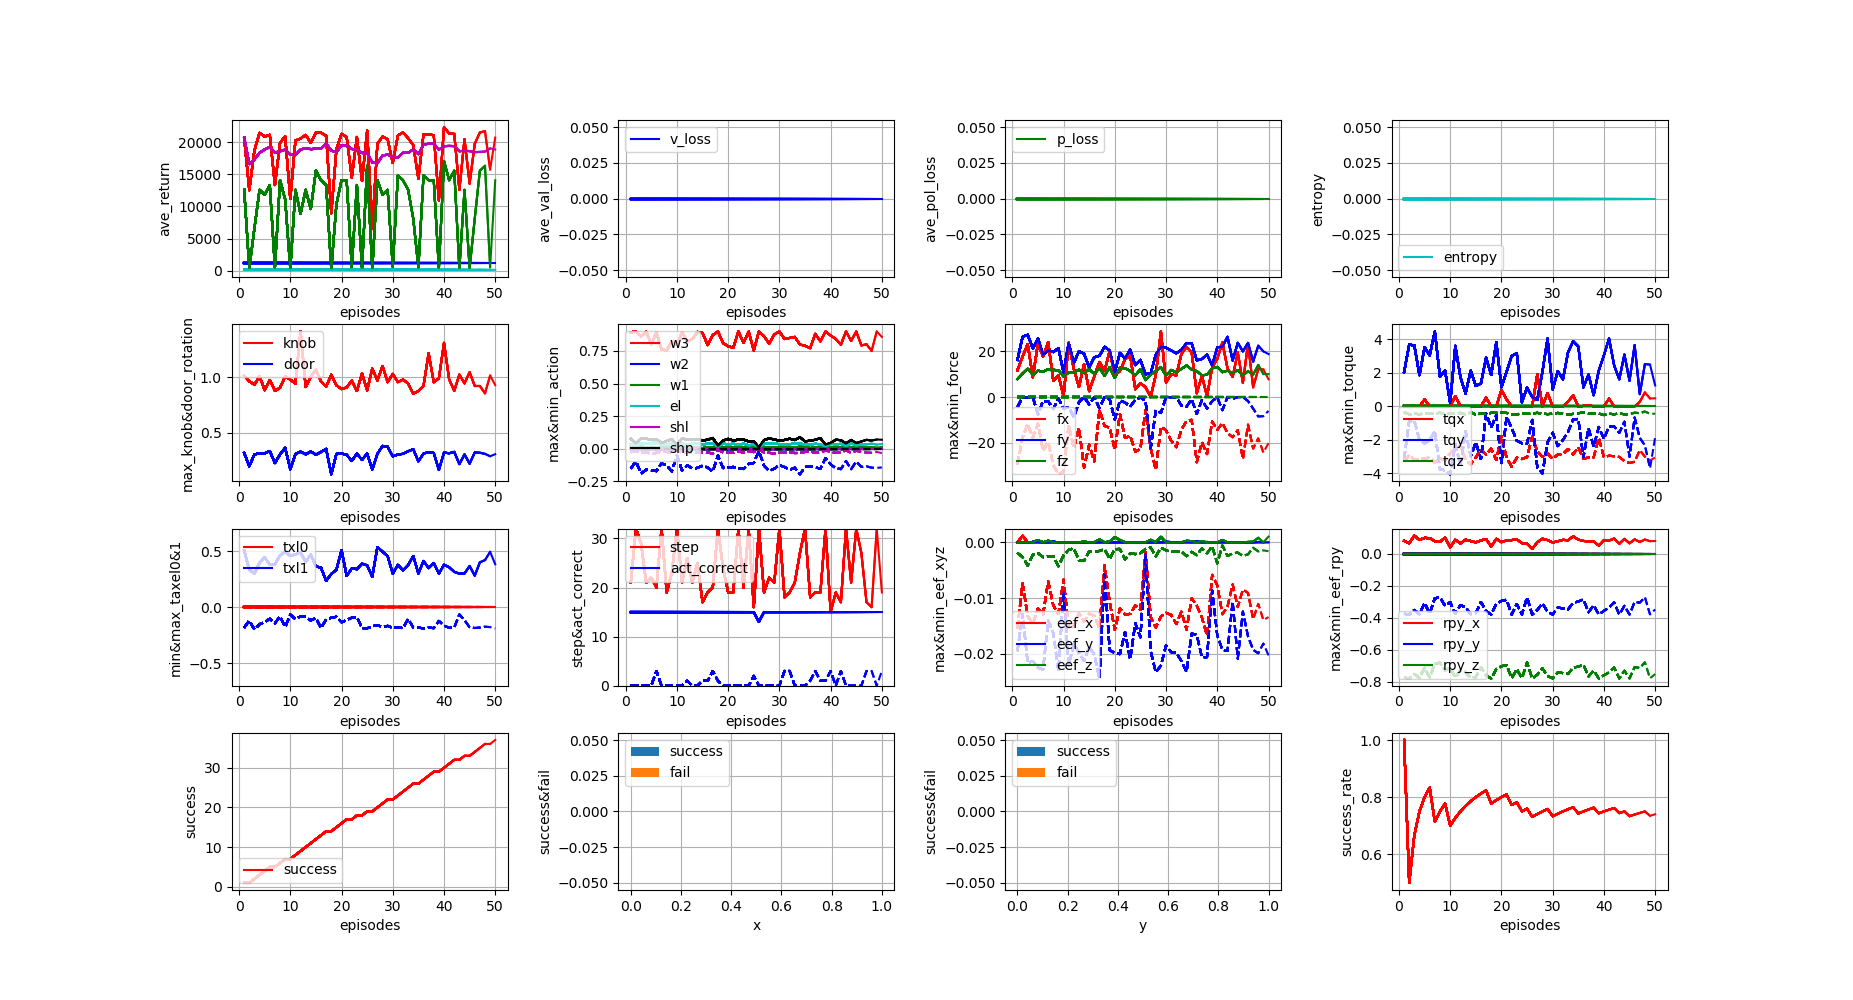 ave_return
20000
15000
10000
5000
0
0 10 20 30 40 50
episodes
ave_val_loss
0.050
0.025
0.000
−0.025
−0.050
v_loss
0 10 20 30 40 50
episodes
ave_pol_loss
0.050
0.025
0.000
−0.025
−0.050
p_loss
0 10 20 30 40 50
episodes
entropy
0.050
0.025
0.000
−0.025
−0.050
entropy
0 10 20 30 40 50
episodes
max_knob&door_rotation
1.0
0.5
knob
door
0 10 20 30 40 50
episodes
max&min_action
0.75
0.50
0.25
0.00
−0.25
w3
w2
w1
el
shl
shp
0 10 20 30 40 50
episodes
max&min_force
20
0
−20
fx
fy
fz
0 10 20 30 40 50
episodes
max&min_torque
4
2
0
−2
−4
tqx
tqy
tqz
0 10 20 30 40 50
episodes
min&max_taxel0&1
0.5
0.0
−0.5
txl0
txl1
0 10 20 30 40 50
episodes
step&act_correct
30
20
10
0
step
act_correct
0 10 20 30 40 50
episodes
max&min_eef_xyz
0.00
−0.01
−0.02
eef_x
eef_y
eef_z
0 10 20 30 40 50
episodes
max&min_eef_rpy
0.0
−0.2
−0.4
−0.6
−0.8
rpy_x
rpy_y
rpy_z
0 10 20 30 40 50
episodes
success
30
20
10
0
success
0 10 20 30 40 50
episodes
success&fail
0.050
0.025
0.000
−0.025
−0.050
success
fail
0.0 0.2 0.4 0.6 0.8 1.0
x
success&fail
0.050
0.025
0.000
−0.025
−0.050
success
fail
0.0 0.2 0.4 0.6 0.8 1.0
y
success_rate
1.0
0.8
0.6
0 10 20 30 40 50
episodes